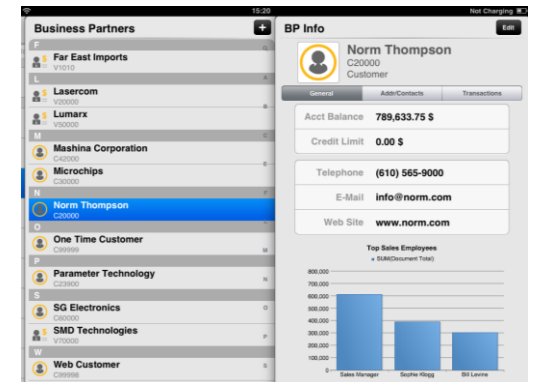 15:20
Not Charging
Business Partners
+
F
Far East Imports
V1010
L
Lasercom
V20000
Lumarx
V50000
M
Mashina Corporation
C42000
Microchips
C30000
N
Norm Thompson
C20000
O
One Time Customer
C99999
P
Parameter Technology
C23900
S
SG Electronics
C60000
SMD Technologies
V70000
W
Web Customer
C99998
BP Info
Edit
Norm Thompson
C20000
Customer
General
Addr/Contacts
Transactions
Acct Balance 789,633.75 $
Credit Limit 0.00 $
Telephone (610) 565-9000
E-Mail info@norm.com
Web Site www.norm.com
Top Sales Employees
SUM(Document Total)
800,000
700,000
600,000
500,000
400,000
300,000
200,000
100,000
0
Sales Manager
Sophie Klogg
Bill Levine